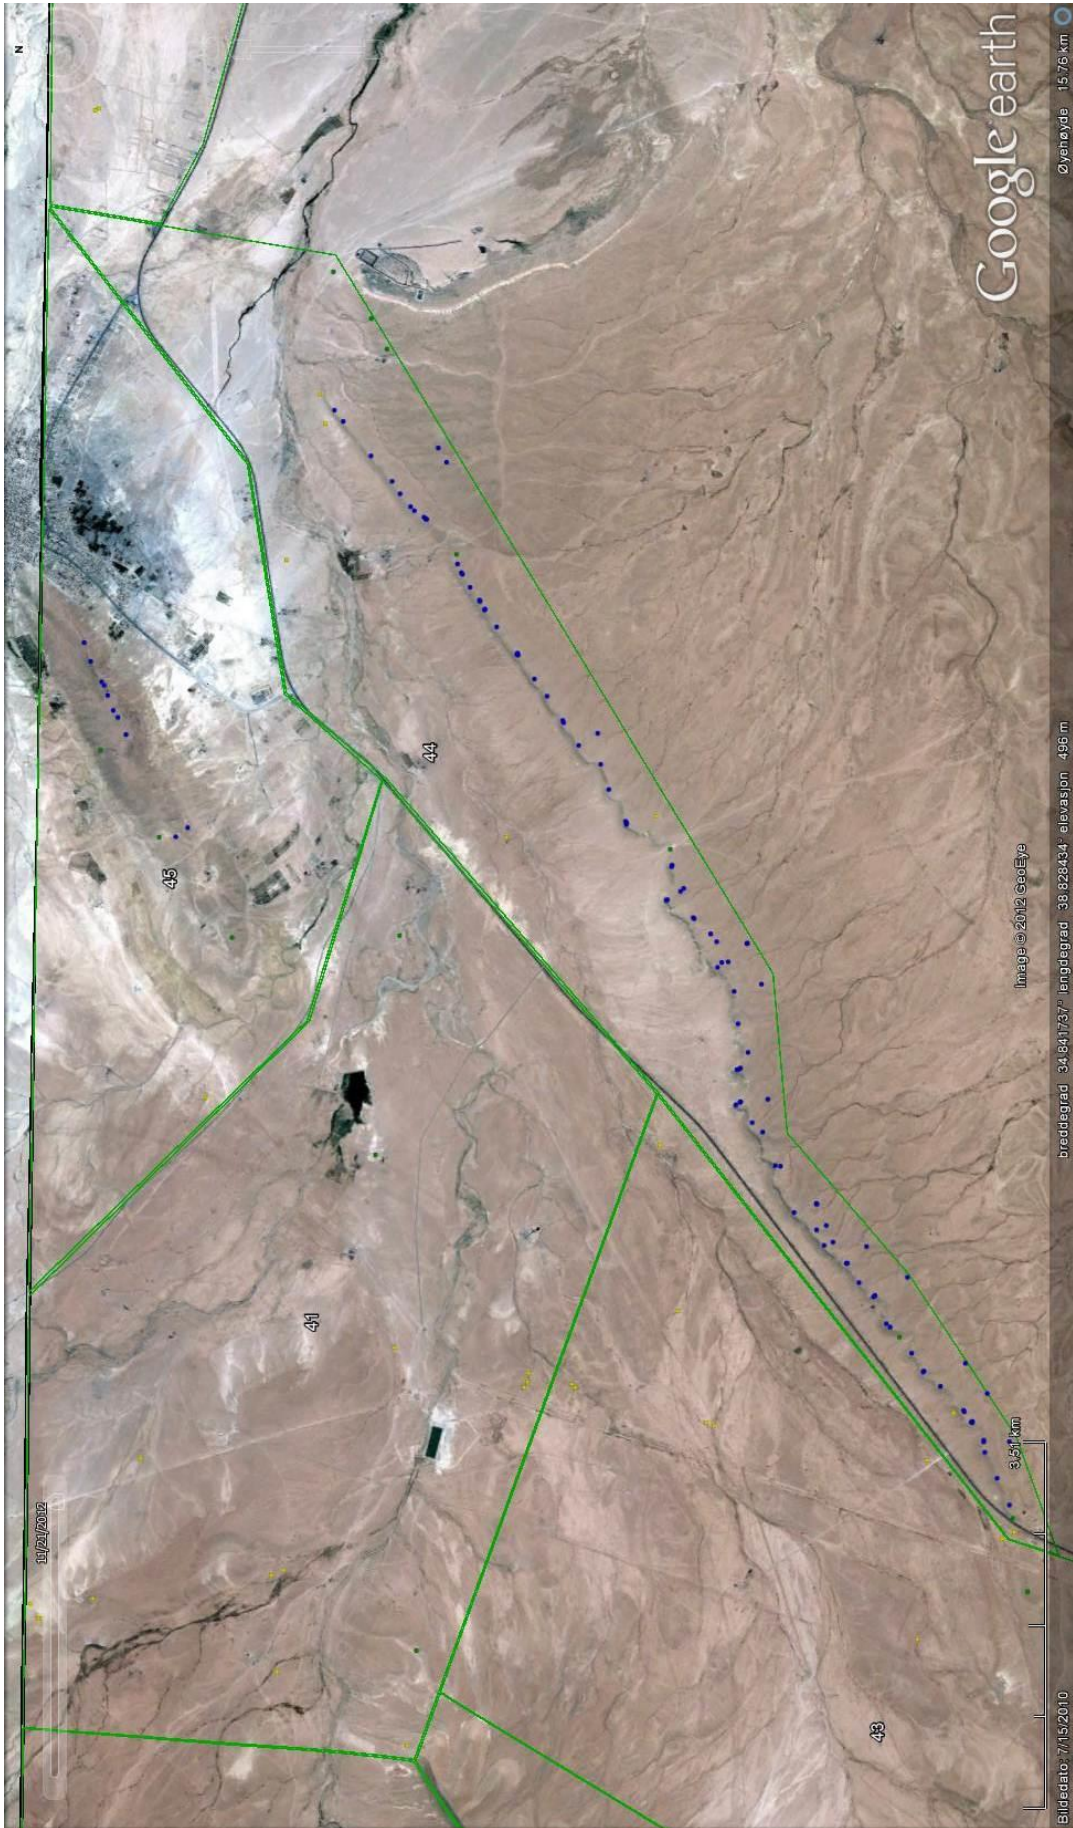 11/21/2012
N
45
44
41
43
3,51 km
Image © 2012 GeoEye
Google earth
Bildedato: 7/15/2010 breddegrad 34.841737° lengdegrad 38.828434° elevasjon 496 m Øyehøyde 15.76 km